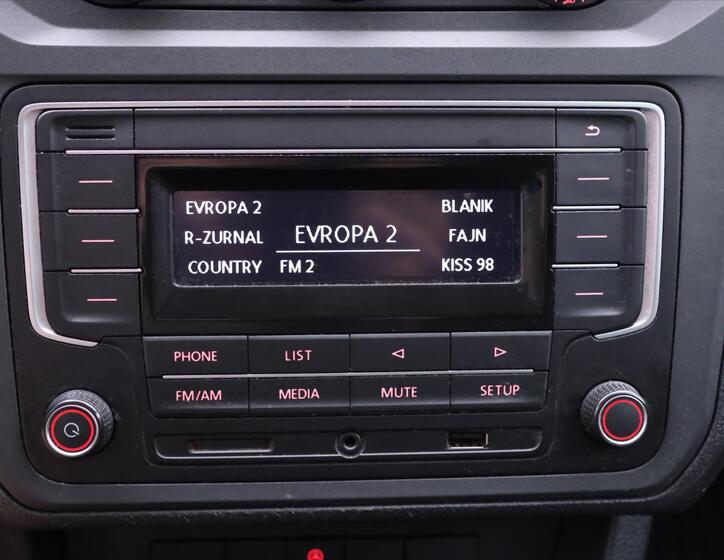 EVROPA 2 BLANIK
R-ZURNAL EVROPA 2 FAJN
COUNTRY FM 2 KISS 98
PHONE LIST
FM/AM MEDIA MUTE SETUP